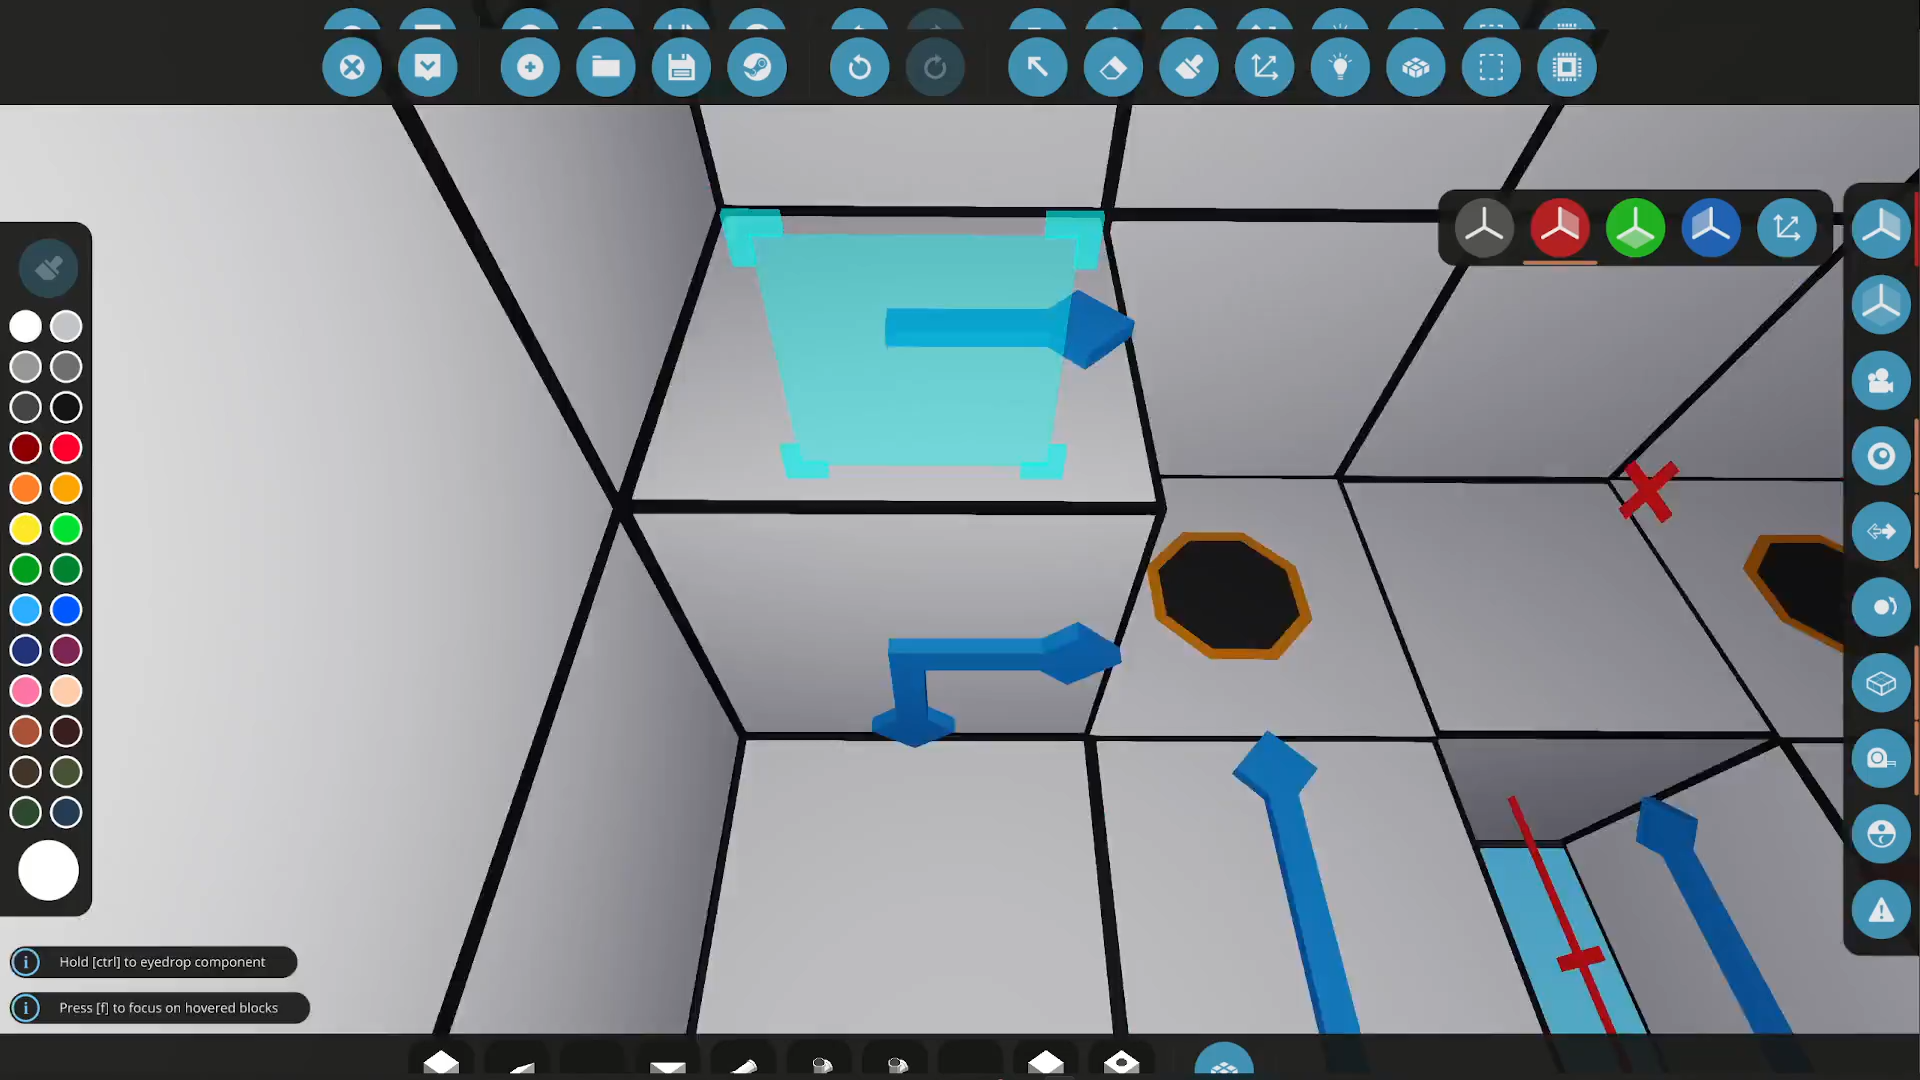 Hold [ctrl] to eyedrop component
Press [f] to focus on hovered blocks